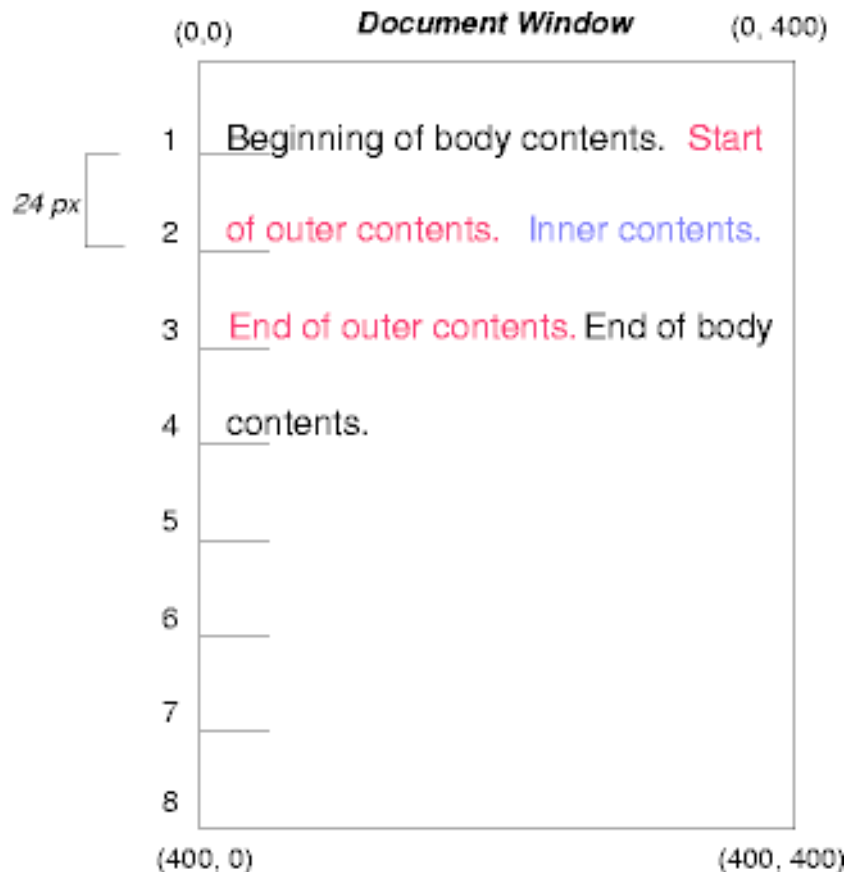 Document Window
(0,0) (0, 400)
1 Beginning of body contents. Start
24 px
2 of outer contents. Inner contents.
3 End of outer contents. End of body
4 contents.
5
6
7
8
(400, 0) (400, 400)